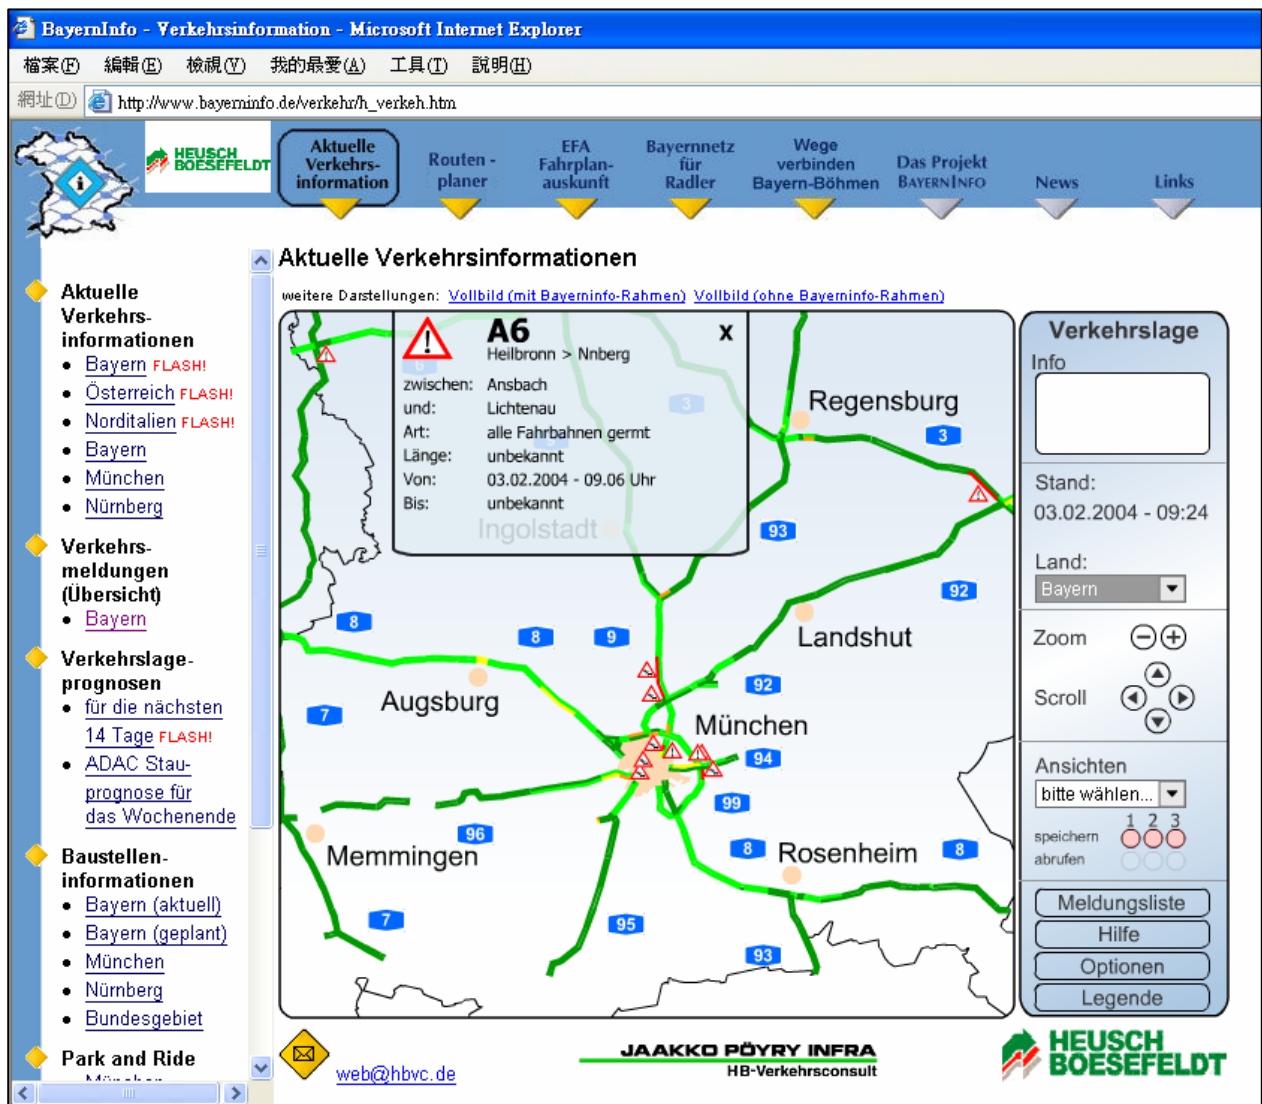 BayernInfo - Verkehrsinformation - Microsoft Internet Explorer
檔案(F) 編輯(E) 檢視(V) 我的最愛(A) 工具(T) 說明(H)
網址(D) http://www.bayerninfo.de/verkehr/h_verkeh.htm
i
HEUSCH
BOESEFELDT
Aktuelle
Verkehrs-
information
Routen-
planer
EFA
Fahrplan-
auskunft
Bayernnetz
für
Radler
Wege
verbinden
Bayern-Böhmen
Das Projekt
BAYERNINFO
News
Links
Aktuelle
Verkehrs-
informationen
Bayern FLASH!
Österreich FLASH!
Norditalien FLASH!
Bayern
München
Nürnberg
Verkehrs-
meldungen
(Übersicht)
Bayern
Verkehrslage-
prognosen
für die nächsten
14 Tage FLASH!
ADAC Stau-
prognose für
das Wochenende
Baustellen-
informationen
Bayern (aktuell)
Bayern (geplant)
München
Nürnberg
Bundesgebiet
Park and Ride
Aktuelle Verkehrsinformationen
weitere Darstellungen: Vollbild (mit Bayerninfo-Rahmen) Vollbild (ohne Bayerninfo-Rahmen)
A6 X
Heilbronn > Nnberg
zwischen: Ansbach
und: Lichtenau
Art: alle Fahrbahnen germt
Länge: unbekannt
Von: 03.02.2004 - 09.06 Uhr
Bis: unbekannt
6
3
Ingolstadt
Regensburg
3
93
92
8
8
9
Landshut
92
Augsburg
7
München
94
99
96
Memmingen
8
Rosenheim
8
7
95
93
Verkehrslage
Info
Stand:
03.02.2004 - 09:24
Land:
Bayern
Zoom
Scroll
Ansichten
bitte wählen...
1 2 3
speichern
abrufen
Meldungsliste
Hilfe
Optionen
Legende
web@hbvc.de
JAAKKO PÖYRY INFRA
HB-Verkehrsconsult
HEUSCH
BOESEFELDT